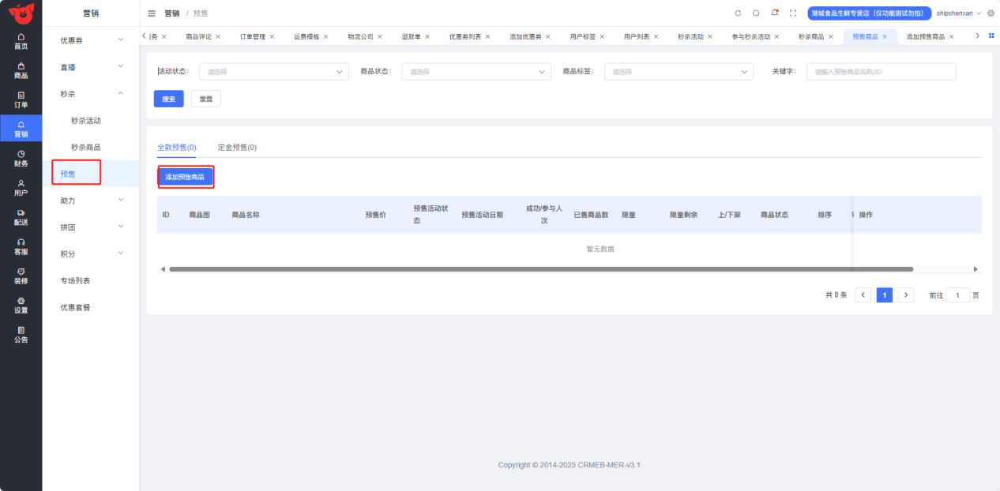 营销
营销 / 预售
港城食品生鲜专营店（仅功能测试勿拍）
shipshenxan
首页
商品
订单
营销
财务
用户
配送
客服
装修
设置
公告
优惠券
直播
秒杀
秒杀活动
秒杀商品
预售
助力
拼团
积分
专场列表
优惠套餐
商品评论 × 订单管理 × 运费模板 × 物流公司 × 退款单 × 优惠券列表 × 添加优惠券 × 用户标签 × 用户列表 × 秒杀活动 × 参与秒杀活动 × 秒杀商品 × 预售商品 × 添加预售商品 ×
活动状态： 请选择 商品状态： 请选择 商品标签： 请选择 关键字： 请输入预售商品名称/ID
搜索 重置
全款预售(0) 定金预售(0)
添加预售商品
ID 商品图 商品名称 预售价 预售活动状态 预售活动日期 成功/参与人次 已售商品数 限量 限量剩余 上/下架 商品状态 排序 操作
暂无数据
共 0 条 1 前往 1 页
Copyright © 2014-2025 CRMEB-MER-v3.1